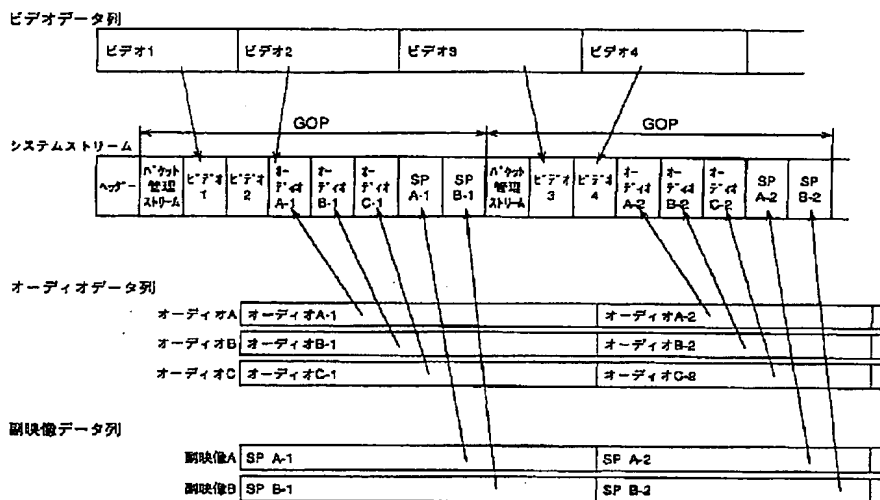 ビデオデータ列
ビデオ1 ビデオ2 ビデオ3 ビデオ4
GOP GOP
システムストリーム
ヘッダー
パケット
管理
ストリーム
ビデオ
1
ビデオ
2
オー
ディオ
A-1
オー
ディオ
B-1
オー
ディオ
C-1
SP
A-1
SP
B-1
パケット
管理
ストリーム
ビデオ
3
ビデオ
4
オー
ディオ
A-2
オー
ディオ
B-2
オー
ディオ
C-2
SP
A-2
SP
B-2
オーディオデータ列
オーディオA オーディオA-1 オーディオA-2
オーディオB オーディオB-1 オーディオB-2
オーディオC オーディオC-1 オーディオC-2
副映像データ列
副映像A SP A-1 SP A-2
副映像B SP B-1 SP B-2